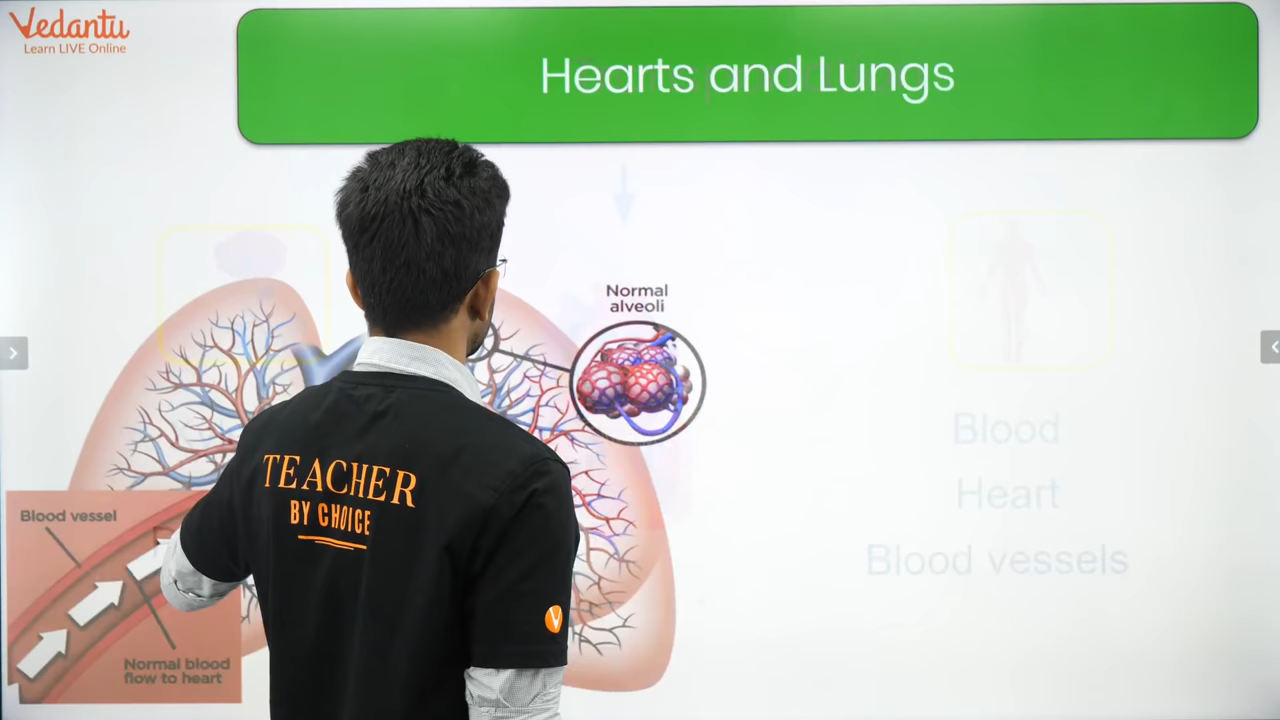 Vedantu
Learn LIVE Online
Hearts and Lungs
Normal
alveoli
Blood
Heart
Blood vessels
TEACHER
BY CHOICE
Blood vessel
Normal blood
flow to heart
V